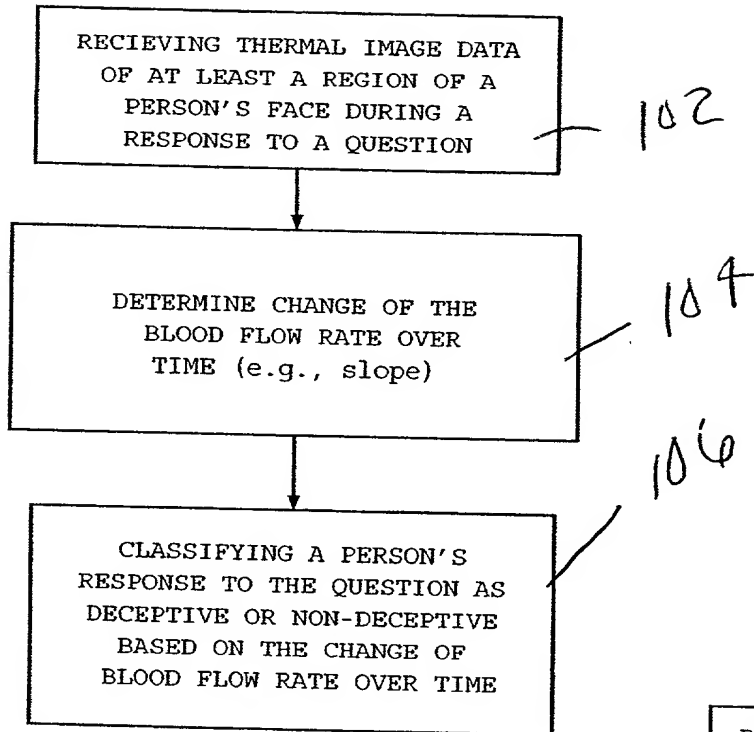 RECIEVING THERMAL IMAGE DATA
OF AT LEAST A REGION OF A
PERSON'S FACE DURING A
RESPONSE TO A QUESTION
102
DETERMINE CHANGE OF THE
BLOOD FLOW RATE OVER
TIME (e.g., slope)
104
CLASSIFYING A PERSON'S
RESPONSE TO THE QUESTION AS
DECEPTIVE OR NON-DECEPTIVE
BASED ON THE CHANGE OF
BLOOD FLOW RATE OVER TIME
106